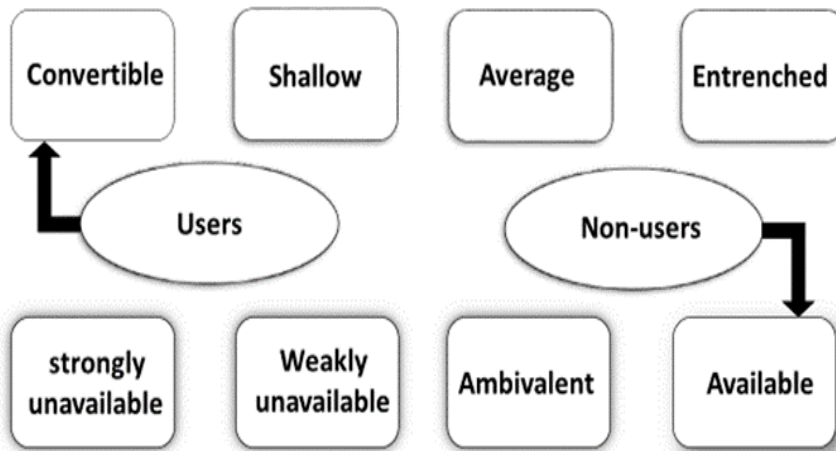 Convertible
Shallow
Average
Entrenched
Users
Non-users
strongly
unavailable
Weakly
unavailable
Ambivalent
Available